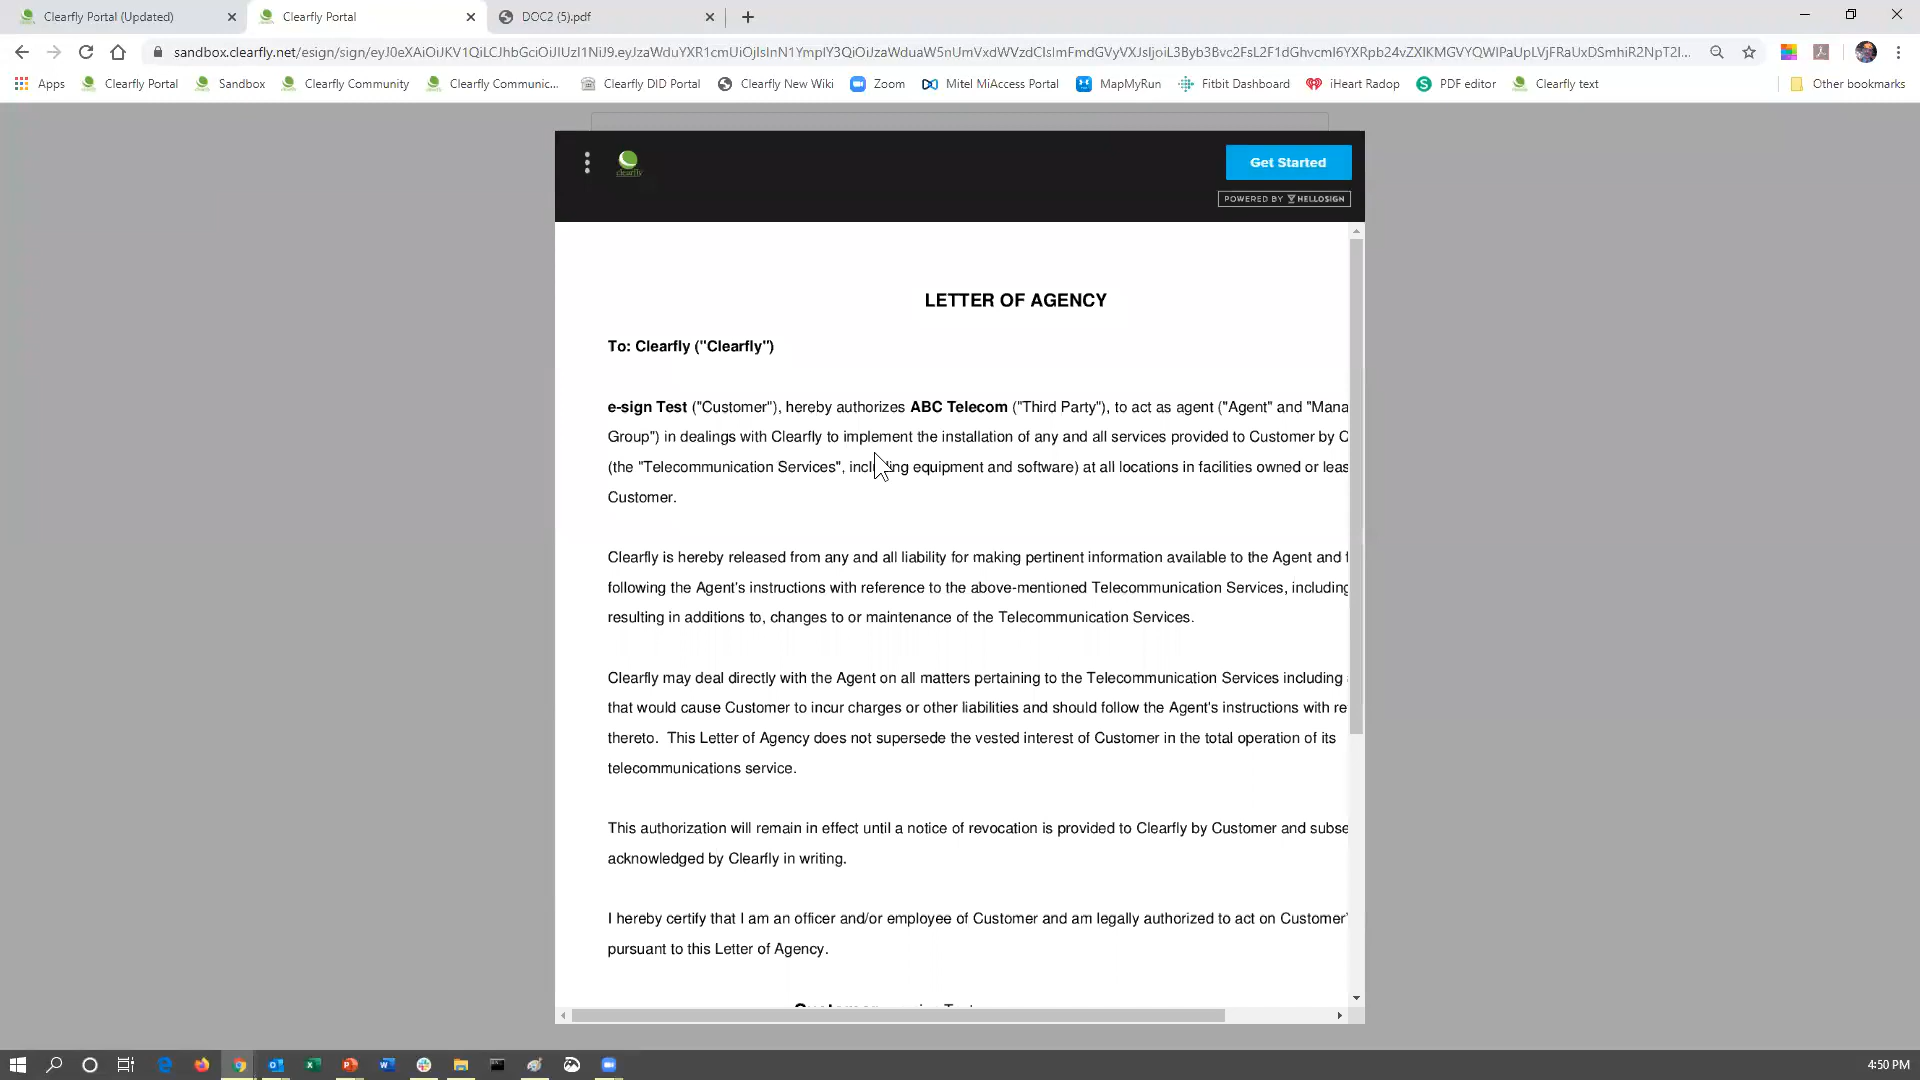 Clearfly Portal (Updated)
Clearfly Portal
DOC2 (5).pdf
Apps
Clearfly Portal
Sandbox
Clearfly Community
Clearfly Communic...
Clearfly DID Portal
Clearfly New Wiki
Zoom
Mitel MiAccess Portal
MapMyRun
Fitbit Dashboard
iHeart Radop
PDF editor
Clearfly text
Other bookmarks
clearfly
Get Started
POWERED BY HELLOSIGN
LETTER OF AGENCY
To: Clearfly ("Clearfly")
e-sign Test ("Customer"), hereby authorizes ABC Telecom ("Third Party"), to act as agent ("Agent" and "Mana
Group") in dealings with Clearfly to implement the installation of any and all services provided to Customer by C
(the "Telecommunication Services", including equipment and software) at all locations in facilities owned or leas
Customer.
Clearfly is hereby released from any and all liability for making pertinent information available to the Agent and f
following the Agent's instructions with reference to the above-mentioned Telecommunication Services, including
resulting in additions to, changes to or maintenance of the Telecommunication Services.
Clearfly may deal directly with the Agent on all matters pertaining to the Telecommunication Services including
that would cause Customer to incur charges or other liabilities and should follow the Agent's instructions with re
thereto. This Letter of Agency does not supersede the vested interest of Customer in the total operation of its
telecommunications service.
This authorization will remain in effect until a notice of revocation is provided to Clearfly by Customer and subse
acknowledged by Clearfly in writing.
I hereby certify that I am an officer and/or employee of Customer and am legally authorized to act on Customer'
pursuant to this Letter of Agency.
4:50 PM